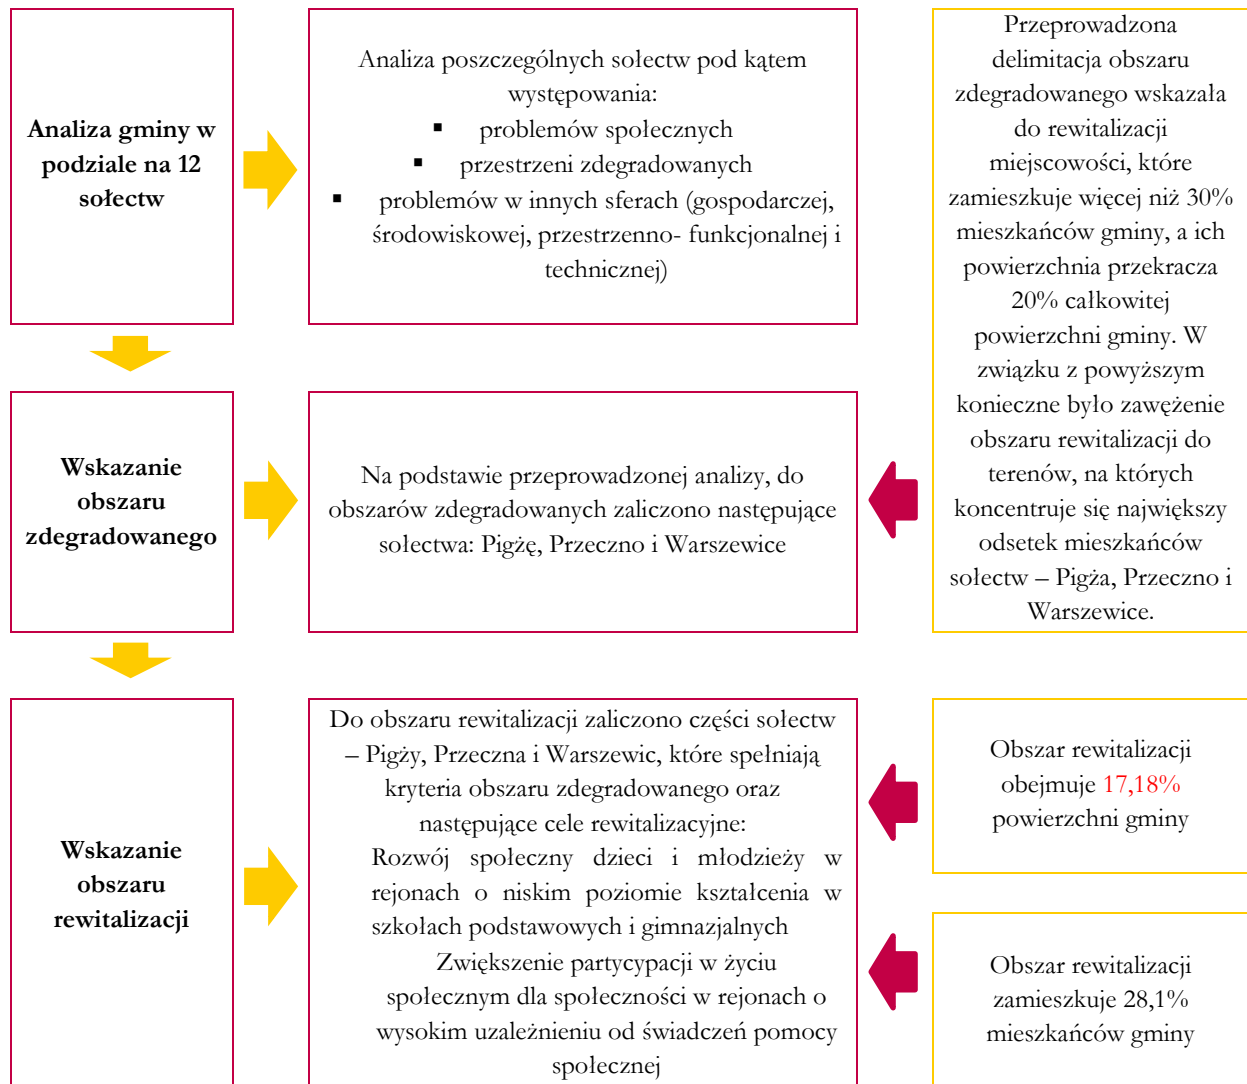 Analiza gminy w
podziale na 12
sołectw
Analiza poszczególnych sołectw pod kątem
występowania:
▪ problemów społecznych
▪ przestrzeni zdegradowanych
▪ problemów w innych sferach (gospodarczej,
środowiskowej, przestrzenno- funkcjonalnej i
technicznej)
Przeprowadzona
delimitacja obszaru
zdegradowanego wskazała
do rewitalizacji
miejscowości, które
zamieszkuje więcej niż 30%
mieszkańców gminy, a ich
powierzchnia przekracza
20% całkowitej
powierzchni gminy. W
związku z powyższym
konieczne było zawężenie
obszaru rewitalizacji do
terenów, na których
koncentruje się największy
odsetek mieszkańców
sołectw – Pigża, Przeczno i
Warszewice.
Wskazanie
obszaru
zdegradowanego
Na podstawie przeprowadzonej analizy, do
obszarów zdegradowanych zaliczono następujące
sołectwa: Pigżę, Przeczno i Warszewice
Wskazanie
obszaru
rewitalizacji
Do obszaru rewitalizacji zaliczono części sołectw
– Pigży, Przeczna i Warszewic, które spełniają
kryteria obszaru zdegradowanego oraz
następujące cele rewitalizacyjne:
Rozwój społeczny dzieci i młodzieży w
rejonach o niskim poziomie kształcenia w
szkołach podstawowych i gimnazjalnych
Zwiększenie partycypacji w życiu
społecznym dla społeczności w rejonach o
wysokim uzależnieniu od świadczeń pomocy
społecznej
Obszar rewitalizacji
obejmuje 17,18%
powierzchni gminy
Obszar rewitalizacji
zamieszkuje 28,1%
mieszkańców gminy